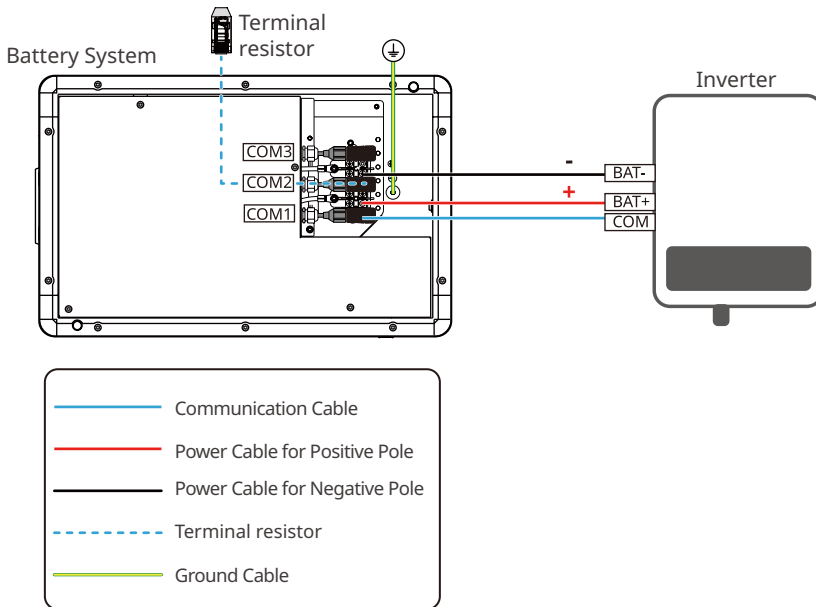 Terminal
resistor
Battery System
Inverter
COM3
COM2
COM1
-
+
BAT-
BAT+
COM
Communication Cable
Power Cable for Positive Pole
Power Cable for Negative Pole
Terminal resistor
Ground Cable